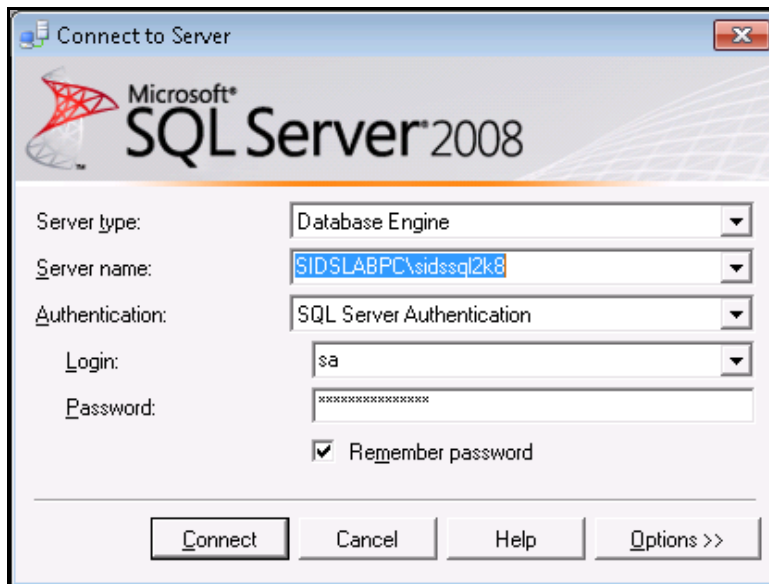 Connect to Server
Microsoft®
SQL Server® 2008
Server type: Database Engine
Server name: SIDSLABPC\sidssql2k8
Authentication: SQL Server Authentication
Login: sa
Password: ***************
Remember password
Connect Cancel Help Options >>